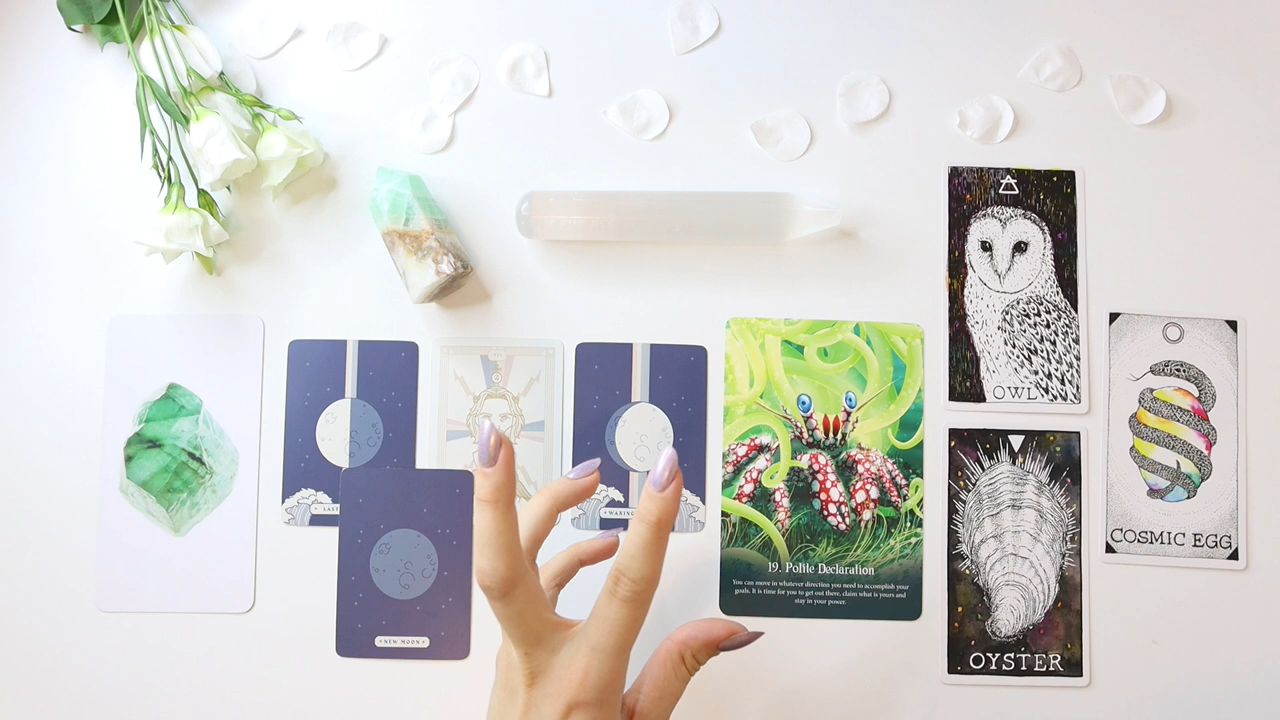 LAST
WAXING
NEW MOON
19. Polite Declaration
You can move in whatever direction you need to accomplish your
goals. It is time for you to get out there, claim what is yours and
stay in your power.
OWL
OYSTER
COSMIC EGG